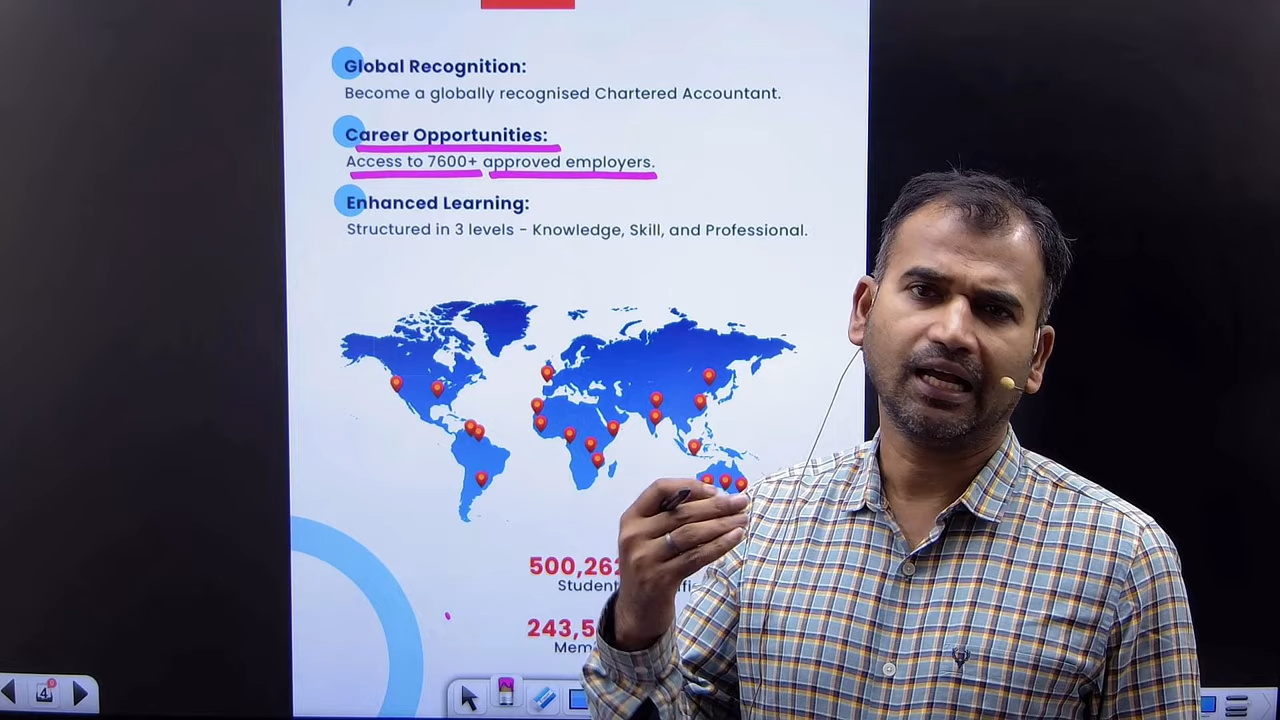 Global Recognition:
Become a globally recognised Chartered Accountant.
Career Opportunities:
Access to 7600+ approved employers.
Enhanced Learning:
Structured in 3 levels - Knowledge, Skill, and Professional.
4